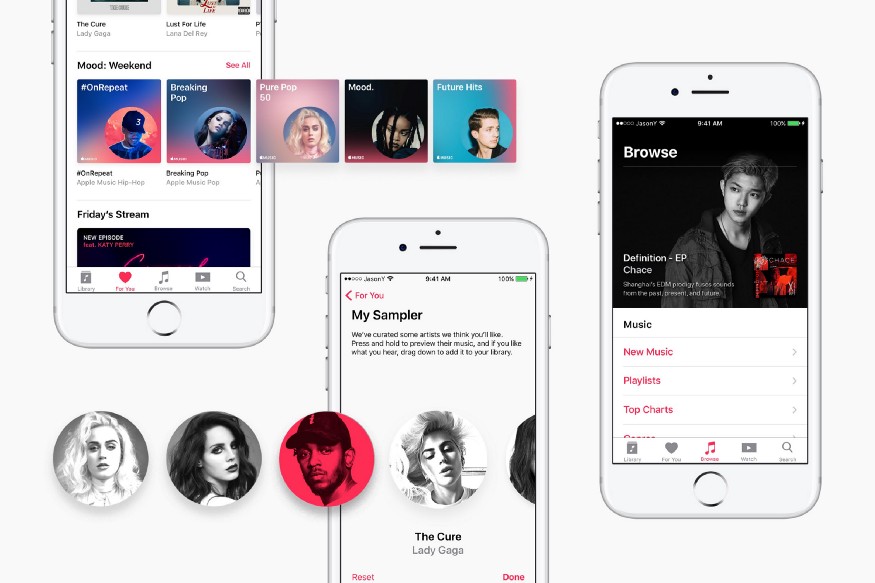 The Cure
Lady Gaga
Lust For Life
Lana Del Rey
Mood: Weekend
See All
#OnRepeat
Breaking
Pop
Pure Pop
50
Mood.
Future Hits
MUSIC
MUSIC
MUSIC
MUSIC
MUSIC
#OnRepeat
Apple Music Hip-Hop
Breaking Pop
Apple Music Pop
Friday's Stream
NEW EPISODE
feat. KATY PERRY
Library
For You
Browse
Watch
Search
JasonY
9:41 AM
100%
For You
My Sampler
We've curated some artists we think you'll like.
Press and hold to preview their music, and if you like
what you hear, drag down to add it to your library.
The Cure
Lady Gaga
Reset
Done
JasonY
9:41 AM
100%
Browse
Definition - EP
Chace
Shanghai's EDM prodigy fuses sounds
from the past, present, and future.
CHACE
Music
New Music
Playlists
Top Charts
Library
For You
Browse
Watch
Search